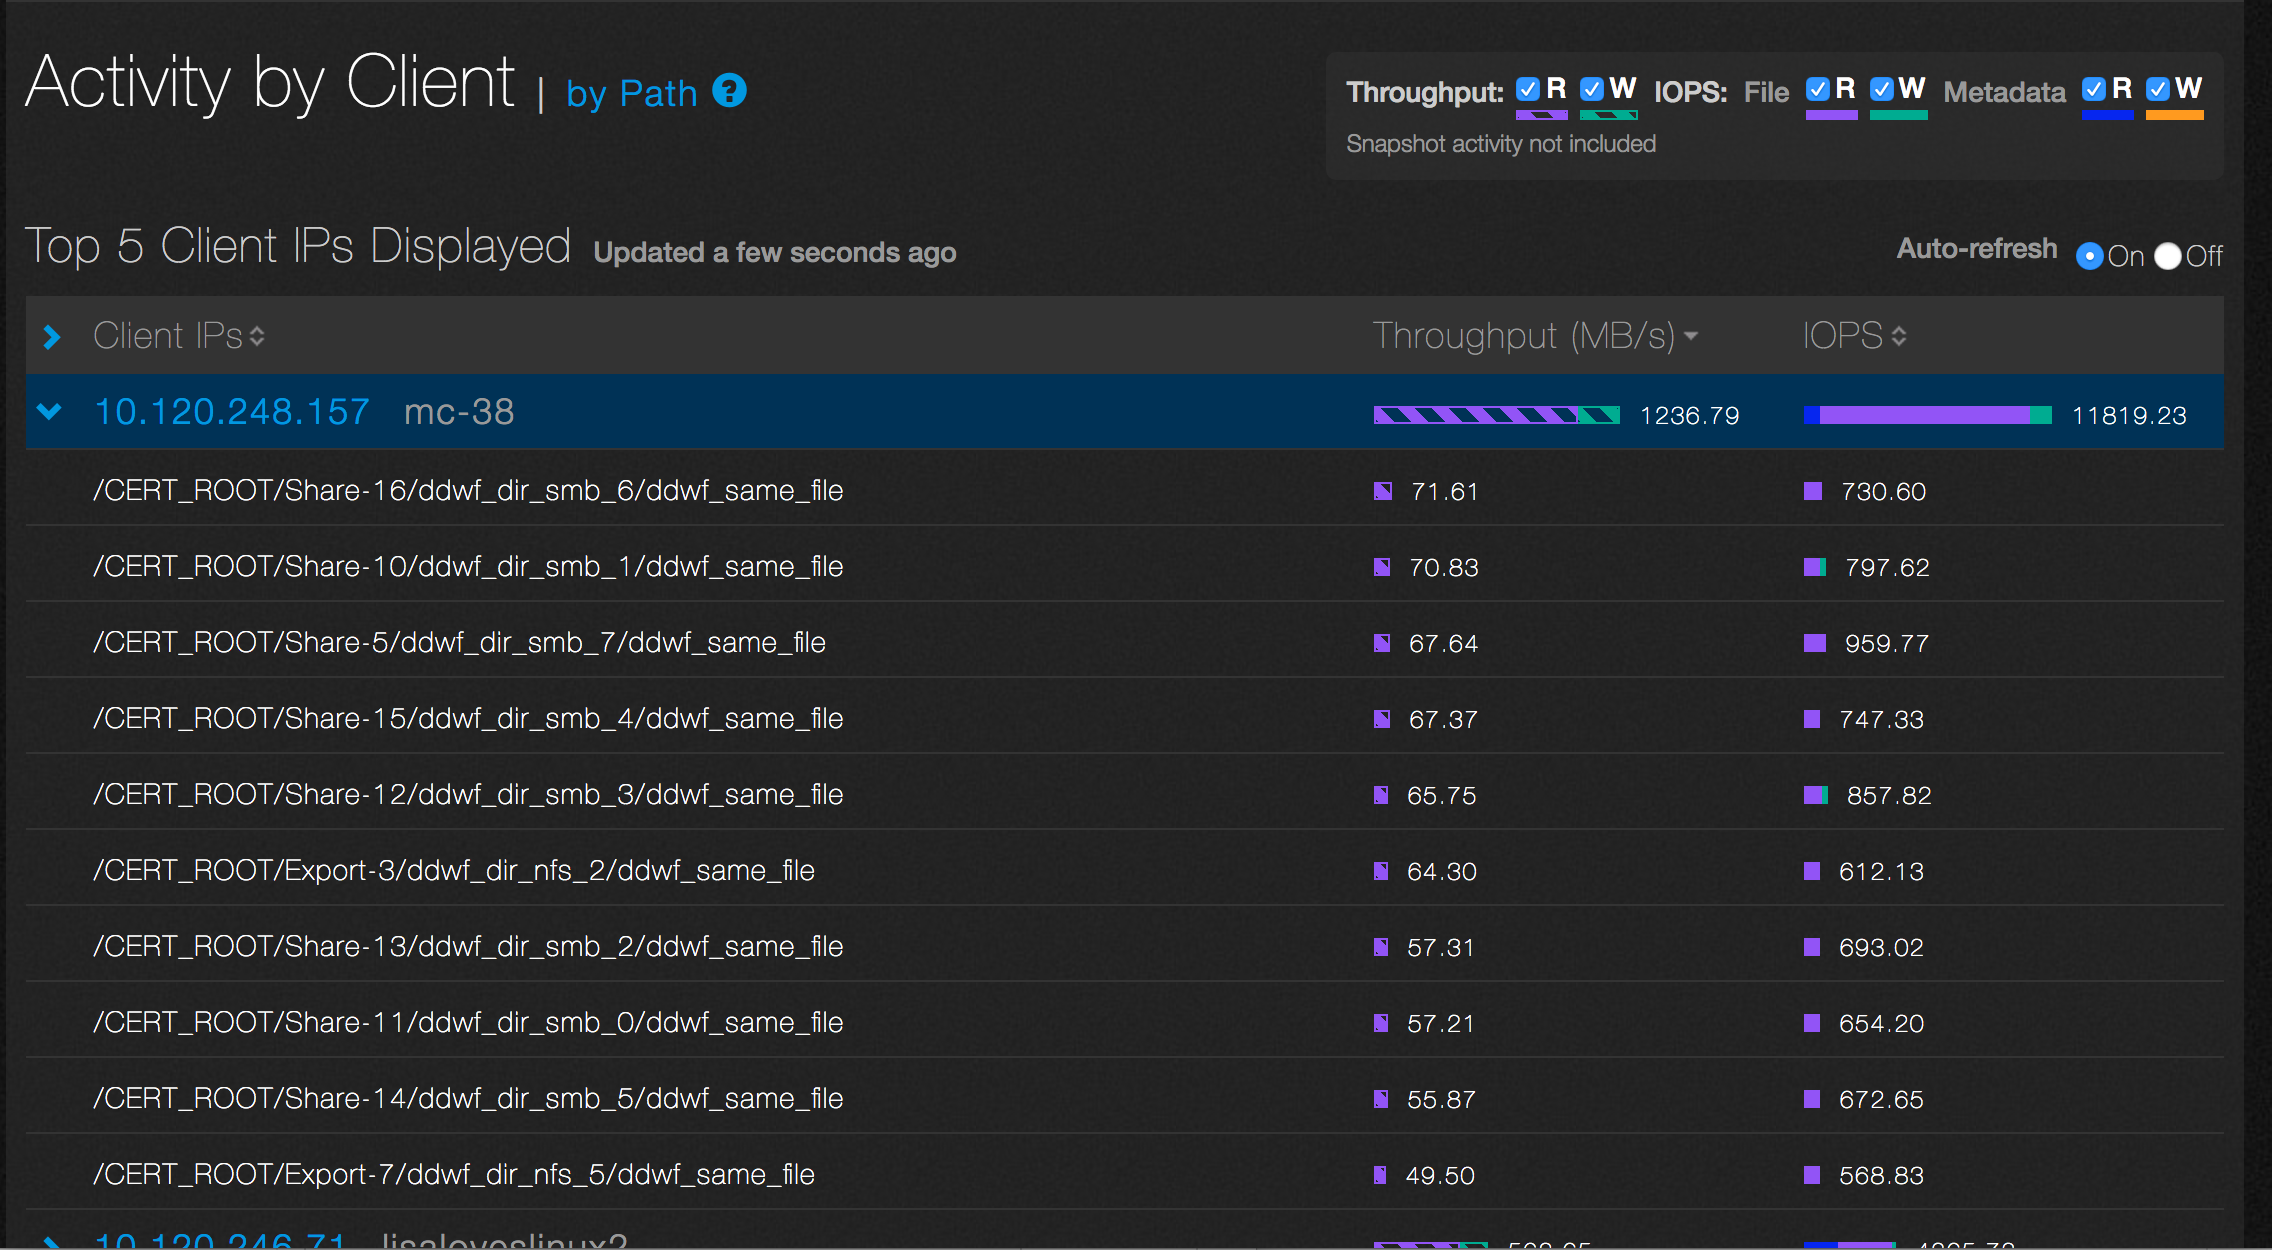 Activity by Client | by Path ?
Throughput: R W IOPS: File R W Metadata R W
Snapshot activity not included
Top 5 Client IPs Displayed Updated a few seconds ago
Auto-refresh On Off
Client IPs Throughput (MB/s) IOPS
10.120.248.157 mc-38 1236.79 11819.23
/CERT_ROOT/Share-16/ddwf_dir_smb_6/ddwf_same_file 71.61 730.60
/CERT_ROOT/Share-10/ddwf_dir_smb_1/ddwf_same_file 70.83 797.62
/CERT_ROOT/Share-5/ddwf_dir_smb_7/ddwf_same_file 67.64 959.77
/CERT_ROOT/Share-15/ddwf_dir_smb_4/ddwf_same_file 67.37 747.33
/CERT_ROOT/Share-12/ddwf_dir_smb_3/ddwf_same_file 65.75 857.82
/CERT_ROOT/Export-3/ddwf_dir_nfs_2/ddwf_same_file 64.30 612.13
/CERT_ROOT/Share-13/ddwf_dir_smb_2/ddwf_same_file 57.31 693.02
/CERT_ROOT/Share-11/ddwf_dir_smb_0/ddwf_same_file 57.21 654.20
/CERT_ROOT/Share-14/ddwf_dir_smb_5/ddwf_same_file 55.87 672.65
/CERT_ROOT/Export-7/ddwf_dir_nfs_5/ddwf_same_file 49.50 568.83
10.120.246.71 lisaloveslinux2